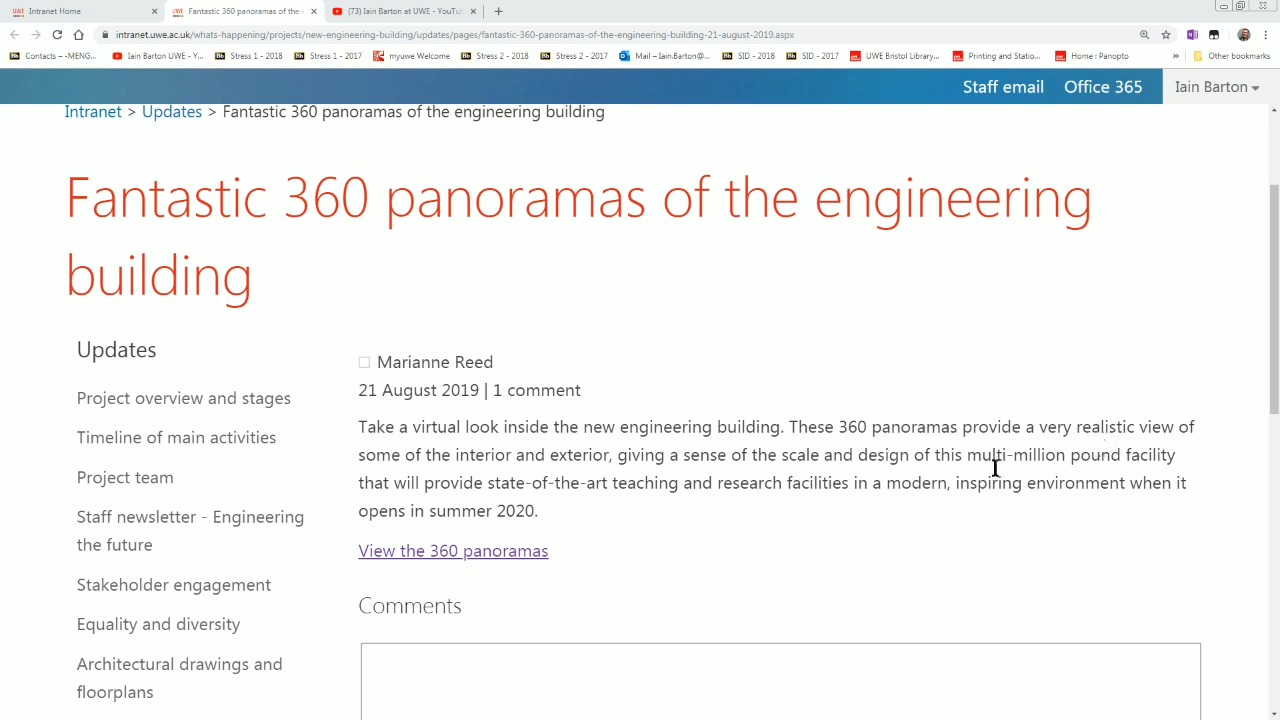 Intranet Home
Fantastic 360 panoramas of the e
(73) Iain Barton at UWE - YouTu
intranet.uwe.ac.uk/whats-happening/projects/new-engineering-building/updates/pages/fantastic-360-panoramas-of-the-engineering-building-21-august-2019.aspx
Contacts – -MENG... Iain Barton UWE - Y... Stress 1 - 2018 Stress 1 - 2017 myuwe Welcome Stress 2 - 2018 Stress 2 - 2017 Mail – Iain.Barton@... SID - 2018 SID - 2017 UWE Bristol Library... Printing and Statio... Home : Panopto » Other bookmarks
Staff email Office 365 Iain Barton
Intranet > Updates > Fantastic 360 panoramas of the engineering building
Fantastic 360 panoramas of the engineering
building
Updates
Project overview and stages
Timeline of main activities
Project team
Staff newsletter - Engineering
the future
Stakeholder engagement
Equality and diversity
Architectural drawings and
floorplans
Marianne Reed
21 August 2019 | 1 comment
Take a virtual look inside the new engineering building. These 360 panoramas provide a very realistic view of
some of the interior and exterior, giving a sense of the scale and design of this multi-million pound facility
that will provide state-of-the-art teaching and research facilities in a modern, inspiring environment when it
opens in summer 2020.
View the 360 panoramas
Comments